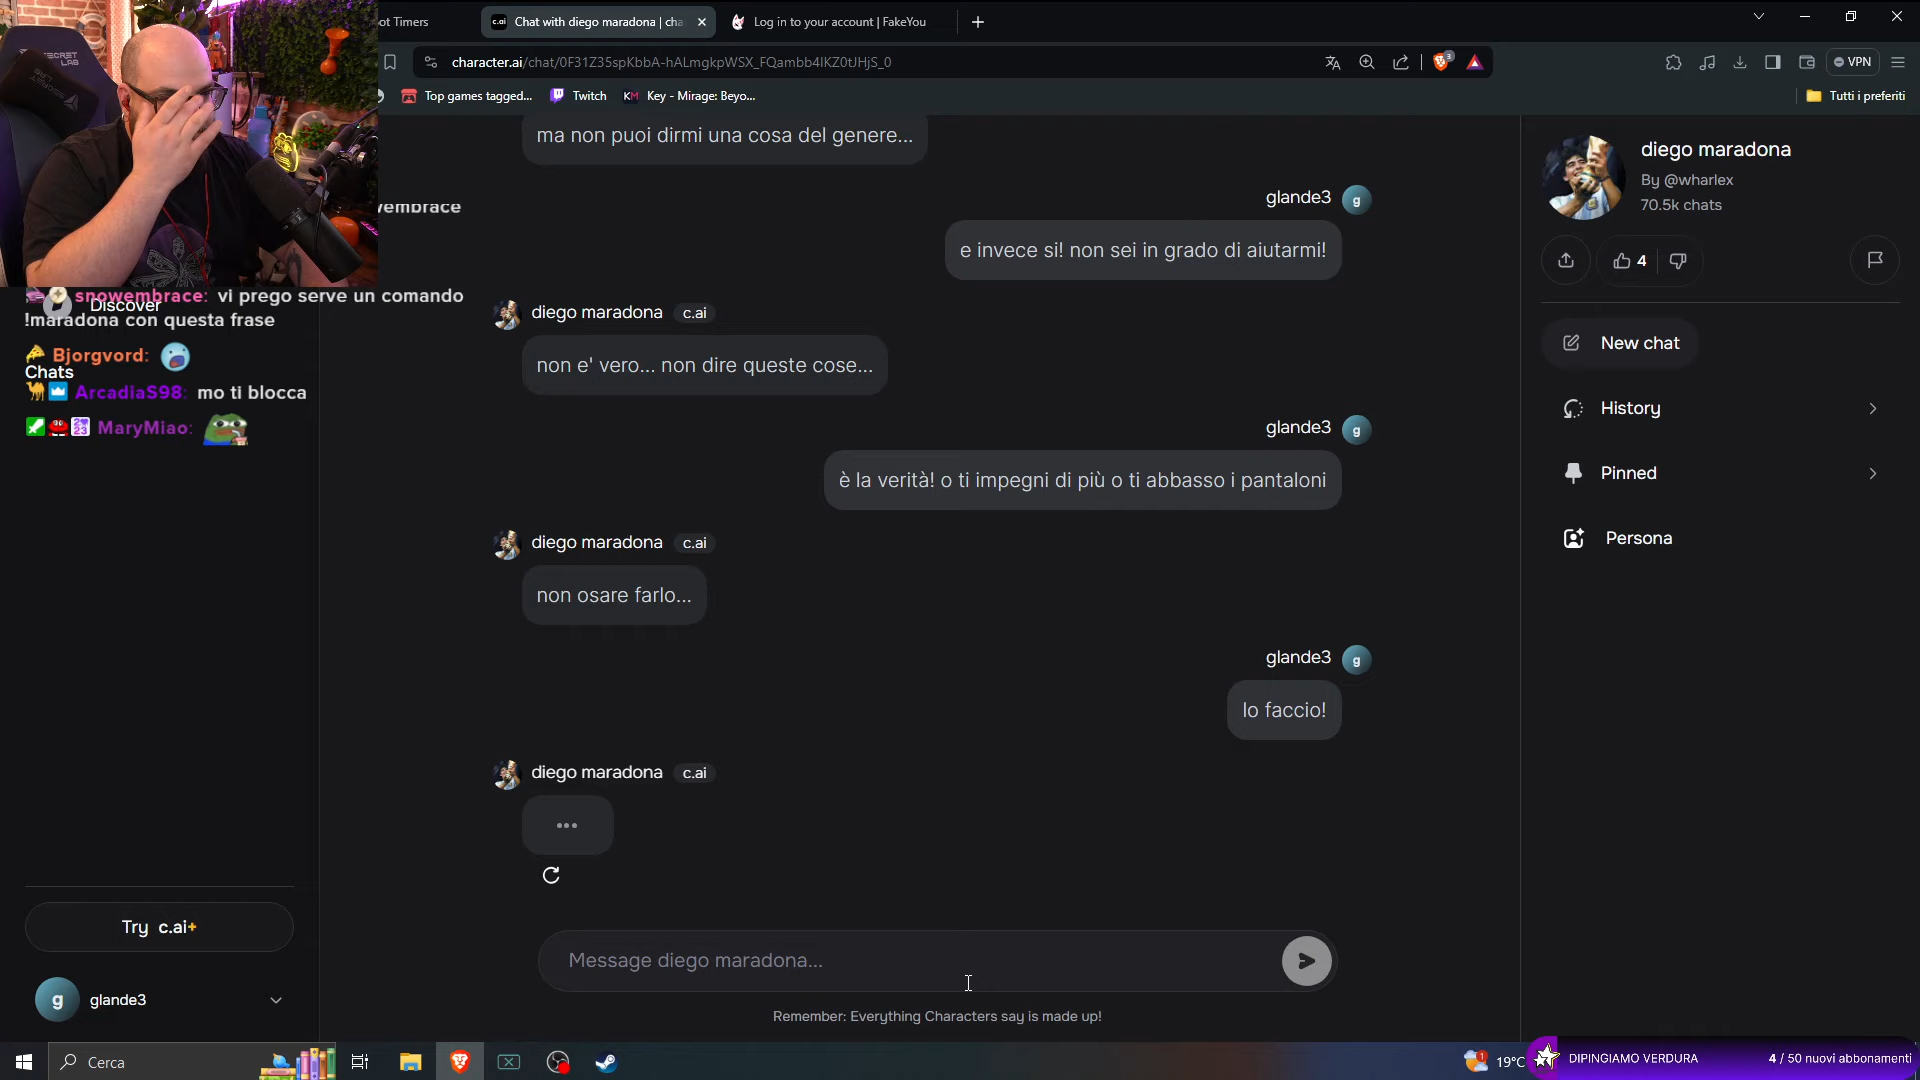 ot Timers
c.ai Chat with diego maradona | cha
Log in to your account | FakeYou
character.ai/chat/0F31Z35spKbbA-hALmgkpWSX_FQambb4IKZ0tJHjS_0
3
VPN
Top games tagged...
Twitch
KM Key - Mirage: Beyo...
Tutti i preferiti
SECRET LAB
ma non puoi dirmi una cosa del genere...
glande3
g
e invece si! non sei in grado di aiutarmi!
diego maradona c.ai
non e' vero... non dire queste cose...
glande3
g
è la verità! o ti impegni di più o ti abbasso i pantaloni
diego maradona c.ai
non osare farlo...
glande3
g
lo faccio!
diego maradona c.ai
Message diego maradona...
Remember: Everything Characters say is made up!
diego maradona
By @wharlex
70.5k chats
4
New chat
History
Pinned
Persona
vembrace
snowembrace: vi prego serve un comando
!maradona con questa frase
Discover
Bjorgvord:
Chats
ArcadiaS98: mo ti blocca
MaryMiao:
Try c.ai+
g glande3
Cerca
1
19°C
DIPINGIAMO VERDURA
4 / 50 nuovi abbonamenti